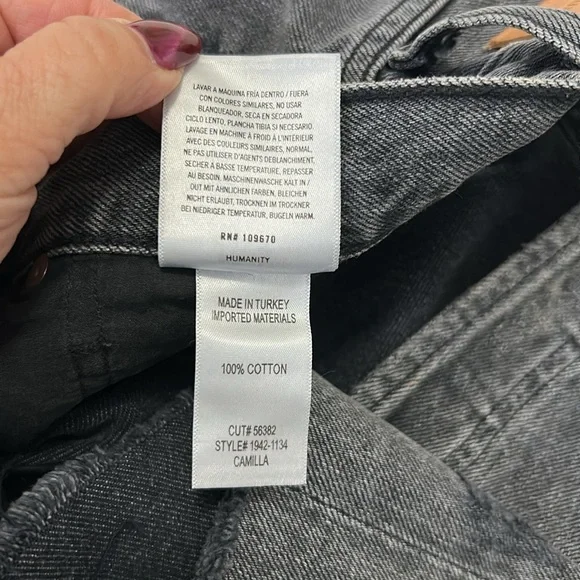 LAVAR A MÁQUINA FRÍA DENTRO / FUERA
CON COLORES SIMILARES, NO USAR
BLANQUEADOR, SECA EN SECADORA
CICLO LENTO, PLANCHA TIBIA SI NECESARIO.
LAVAGE EN MACHINE À FROID À L'INTÉRIEUR
AVEC DES COULEURS SIMILAIRES, NORMAL,
NE PAS UTILISER D'AGENTS DEBLANCHIMENT,
SECHER A BASSE TEMPERATURE, REPASSER
AU BESOIN, MASCHINENWASCHE KALT IN /
OUT MIT ÄHNLICHEN FARBEN, BLEICHEN
NICHT ERLAUBT, TROCKNEN IM TROCKNER
BEI NIEDRIGER TEMPERATUR, BUGELN WARM.
RN# 109670
HUMANITY
MADE IN TURKEY
IMPORTED MATERIALS
100% COTTON
CUT# 56382
STYLE# 1942-1134
CAMILLA